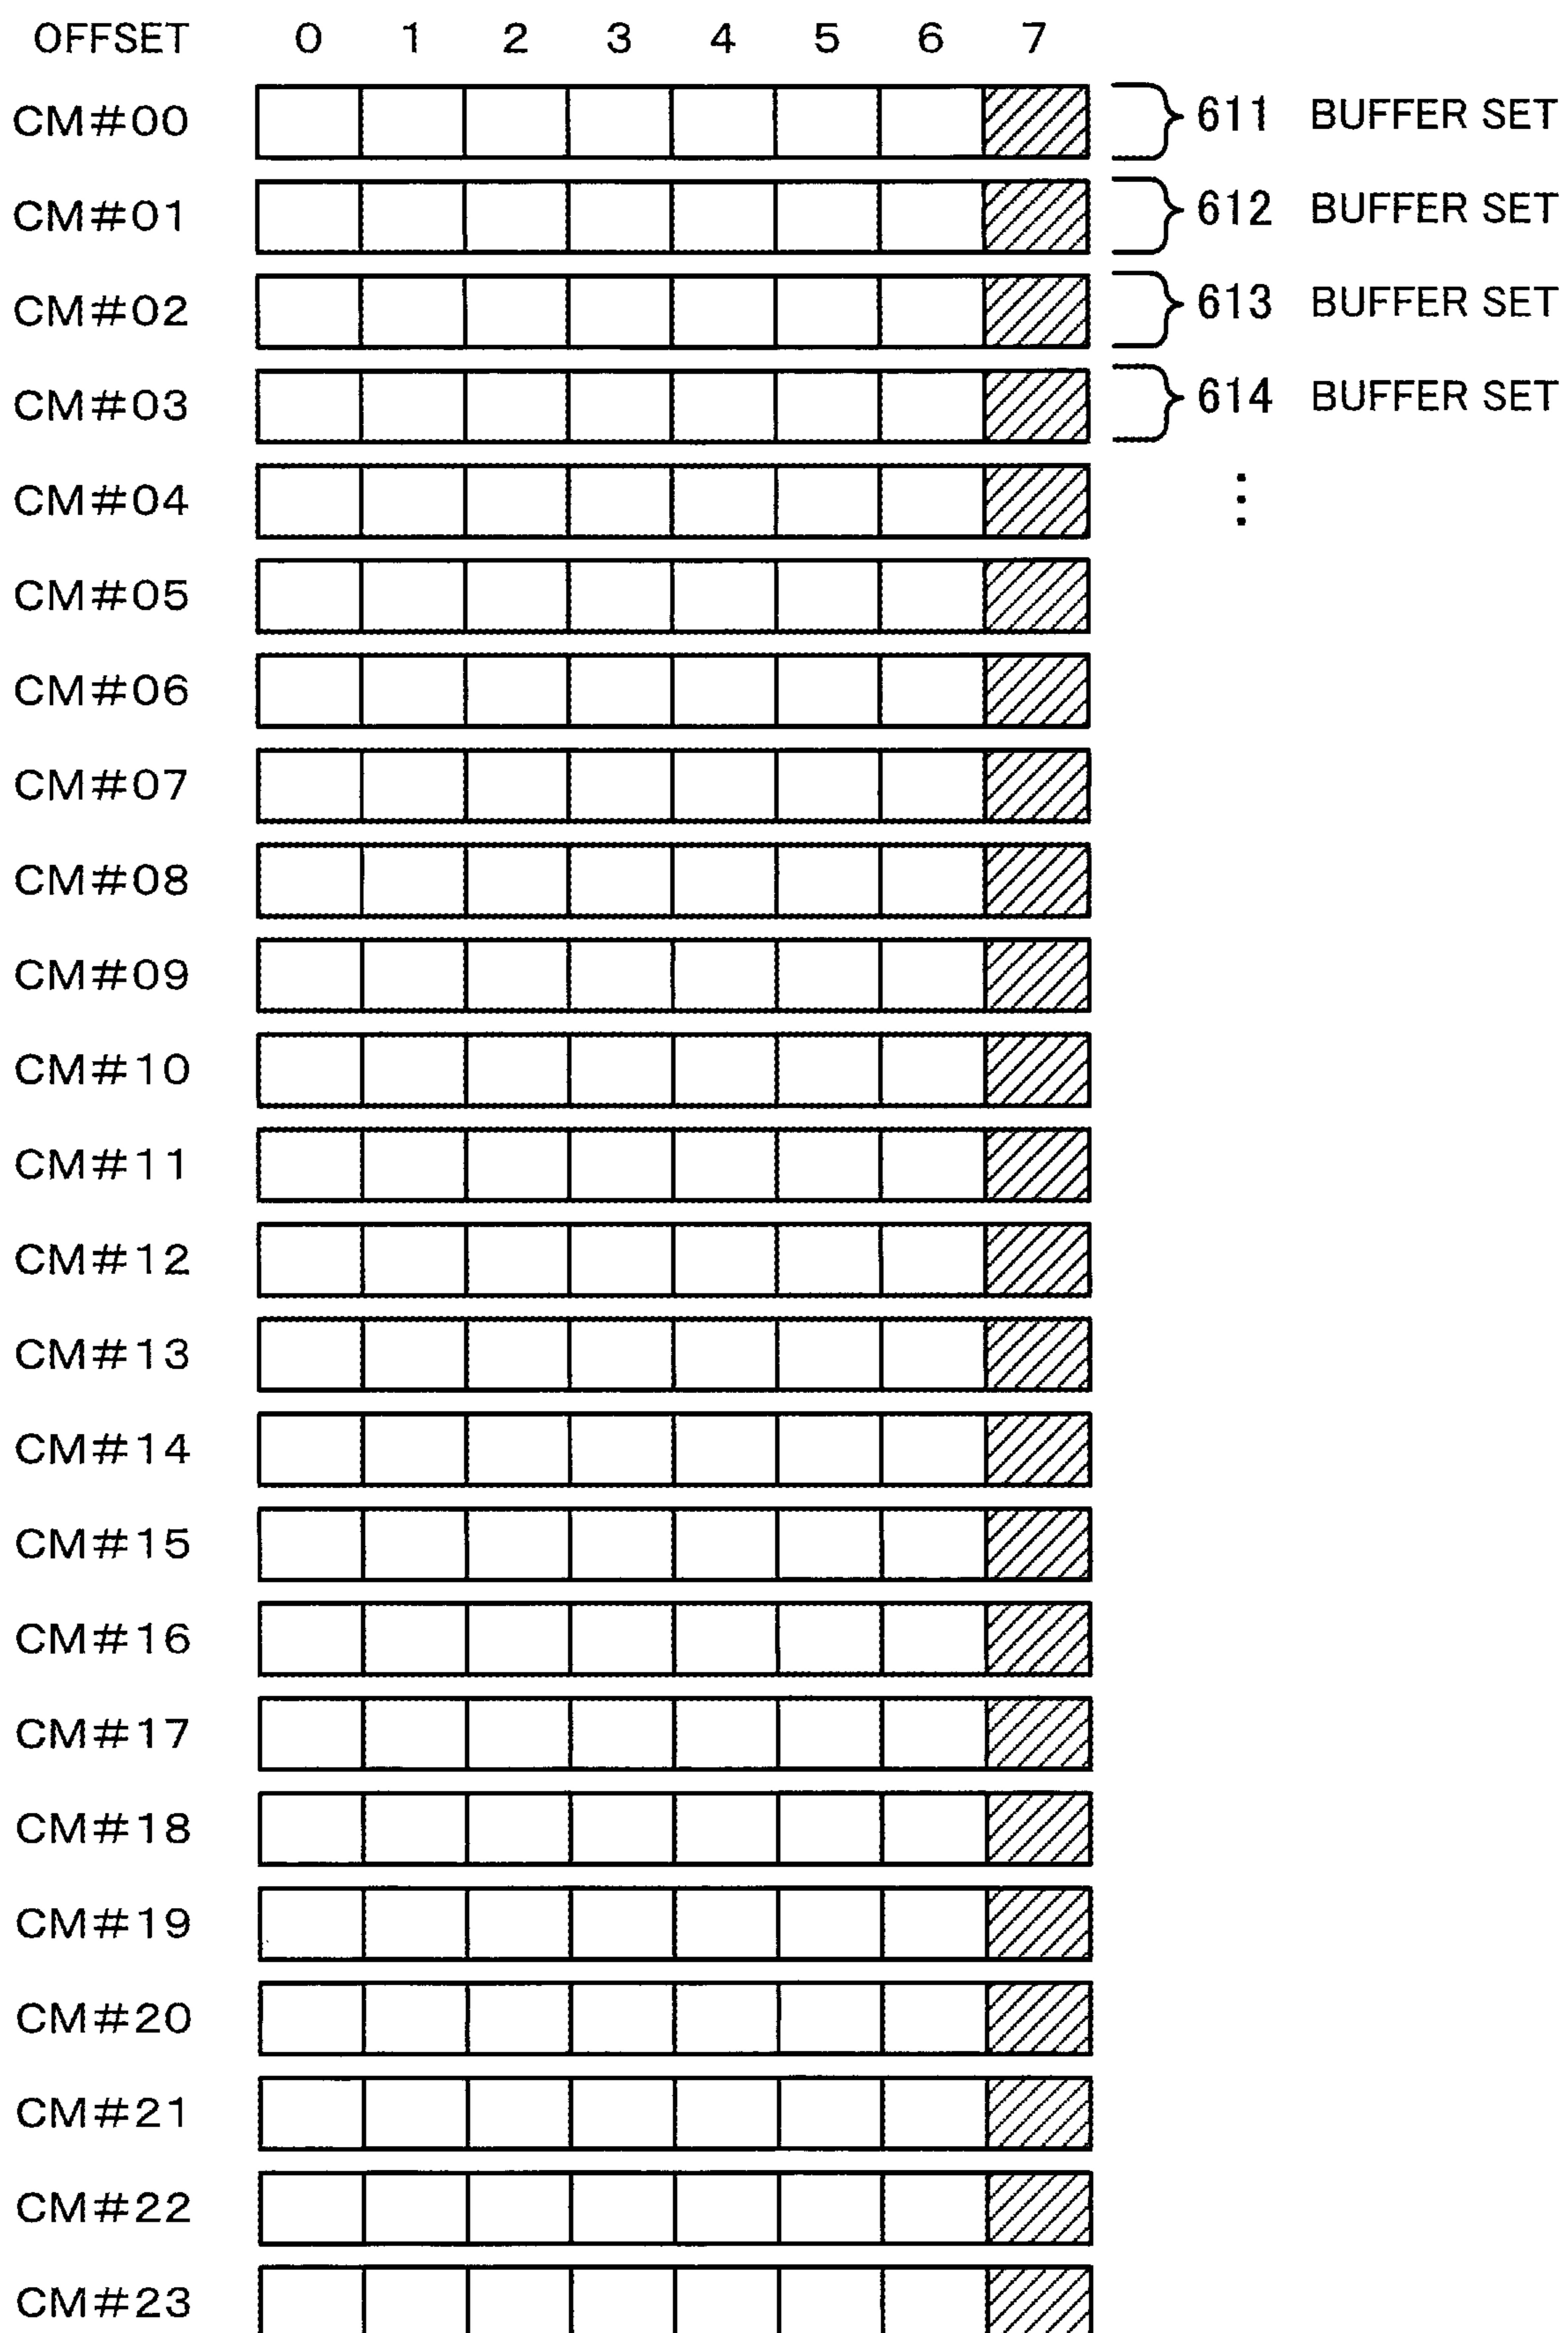 OFFSET 0 1 2 3 4 5 6 7
CM#00 611 BUFFER SET
CM#01 612 BUFFER SET
CM#02 613 BUFFER SET
CM#03 614 BUFFER SET
CM#04 ⋮
CM#05
CM#06
CM#07
CM#08
CM#09
CM#10
CM#11
CM#12
CM#13
CM#14
CM#15
CM#16
CM#17
CM#18
CM#19
CM#20
CM#21
CM#22
CM#23